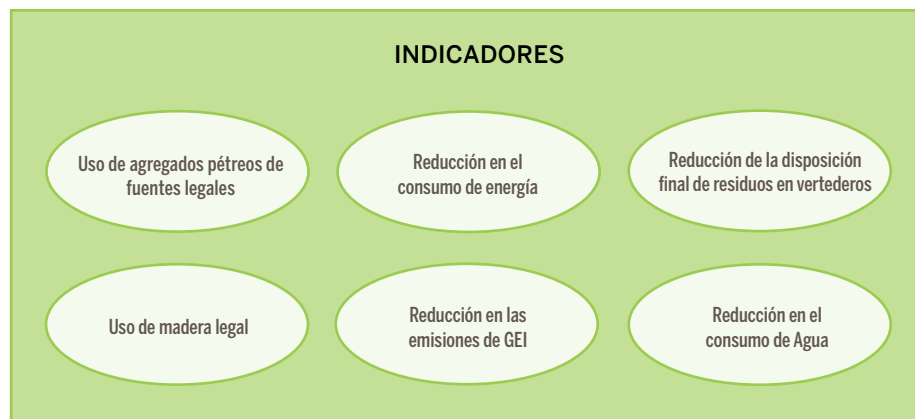 INDICADORES
Uso de agregados pétreos de
fuentes legales
Reducción en el
consumo de energía
Reducción de la disposición
final de residuos en vertederos
Uso de madera legal
Reducción en las
emisiones de GEI
Reducción en el
consumo de Agua